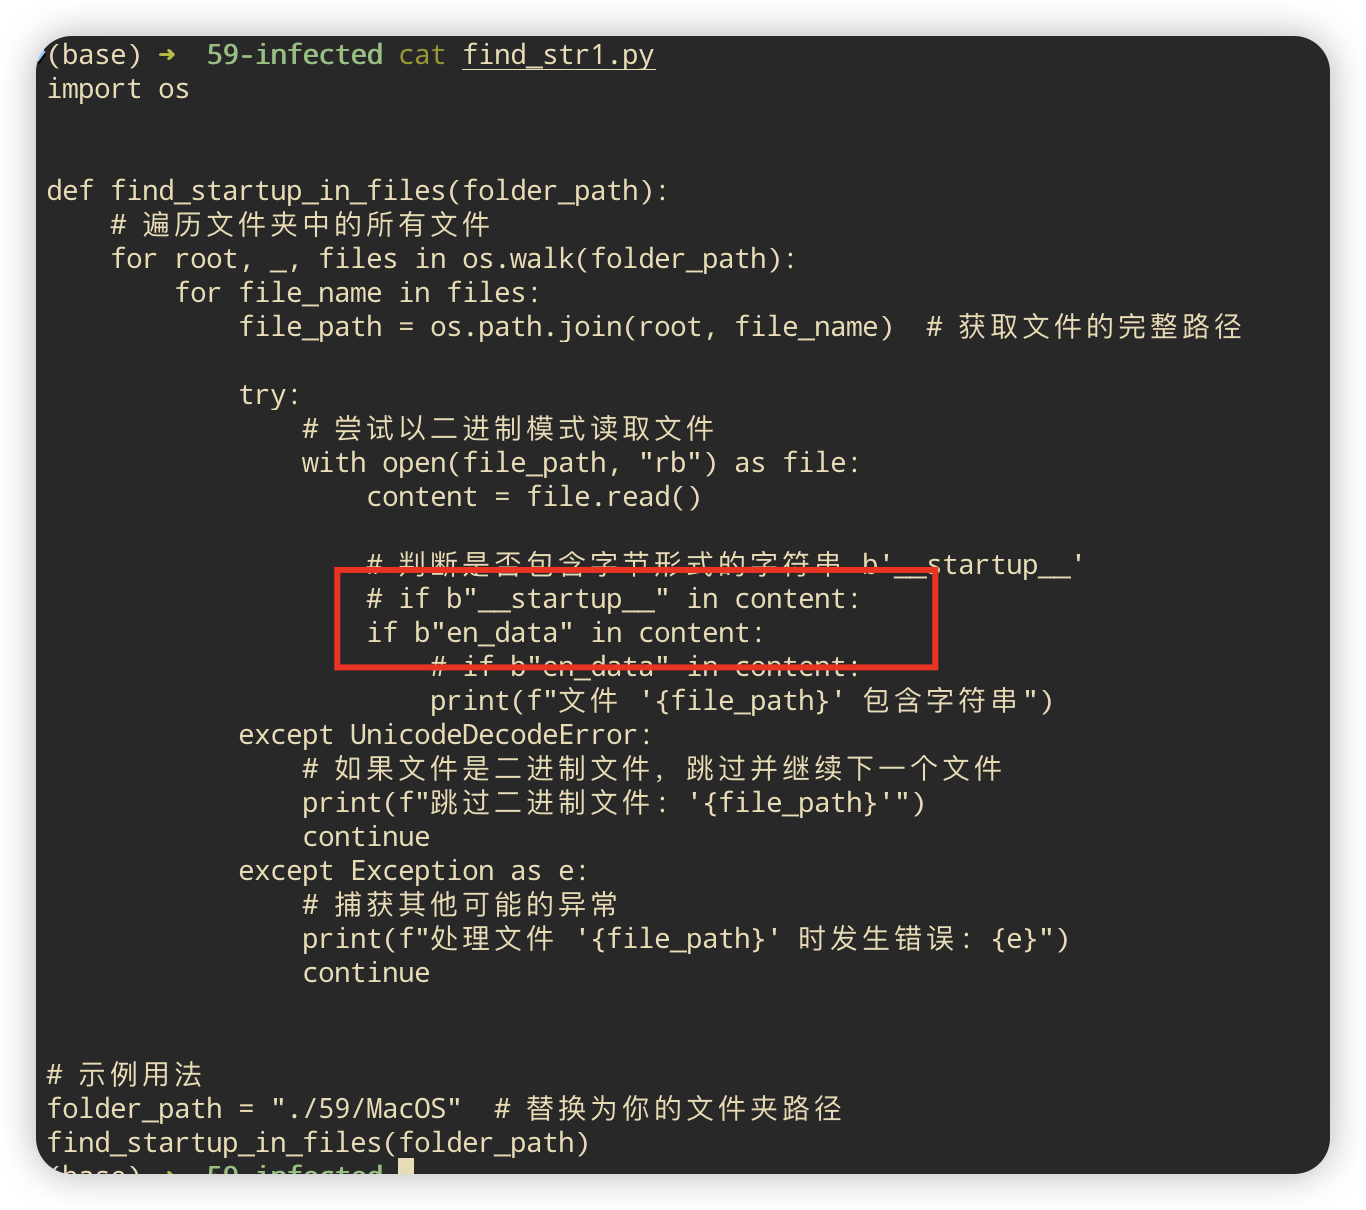 (base) ➜  59-infected cat find_str1.py
import os
def find_startup_in_files(folder_path):
    # 遍历文件夹中的所有文件
    for root, _, files in os.walk(folder_path):
        for file_name in files:
            file_path = os.path.join(root, file_name)  # 获取文件的完整路径
            try:
                # 尝试以二进制模式读取文件
                with open(file_path, "rb") as file:
                    content = file.read()
                    # 判断是否包含字节形式的字符串 b'__startup__'
                    # if b"__startup__" in content:
                    if b"en_data" in content:
                        # if b"en_data" in content:
                        print(f"文件 '{file_path}' 包含字符串")
            except UnicodeDecodeError:
                # 如果文件是二进制文件，跳过并继续下一个文件
                print(f"跳过二进制文件: '{file_path}'")
                continue
            except Exception as e:
                # 捕获其他可能的异常
                print(f"处理文件 '{file_path}' 时发生错误: {e}")
                continue
# 示例用法
folder_path = "./59/MacOS"  # 替换为你的文件夹路径
find_startup_in_files(folder_path)
(base) ➜  59-infected